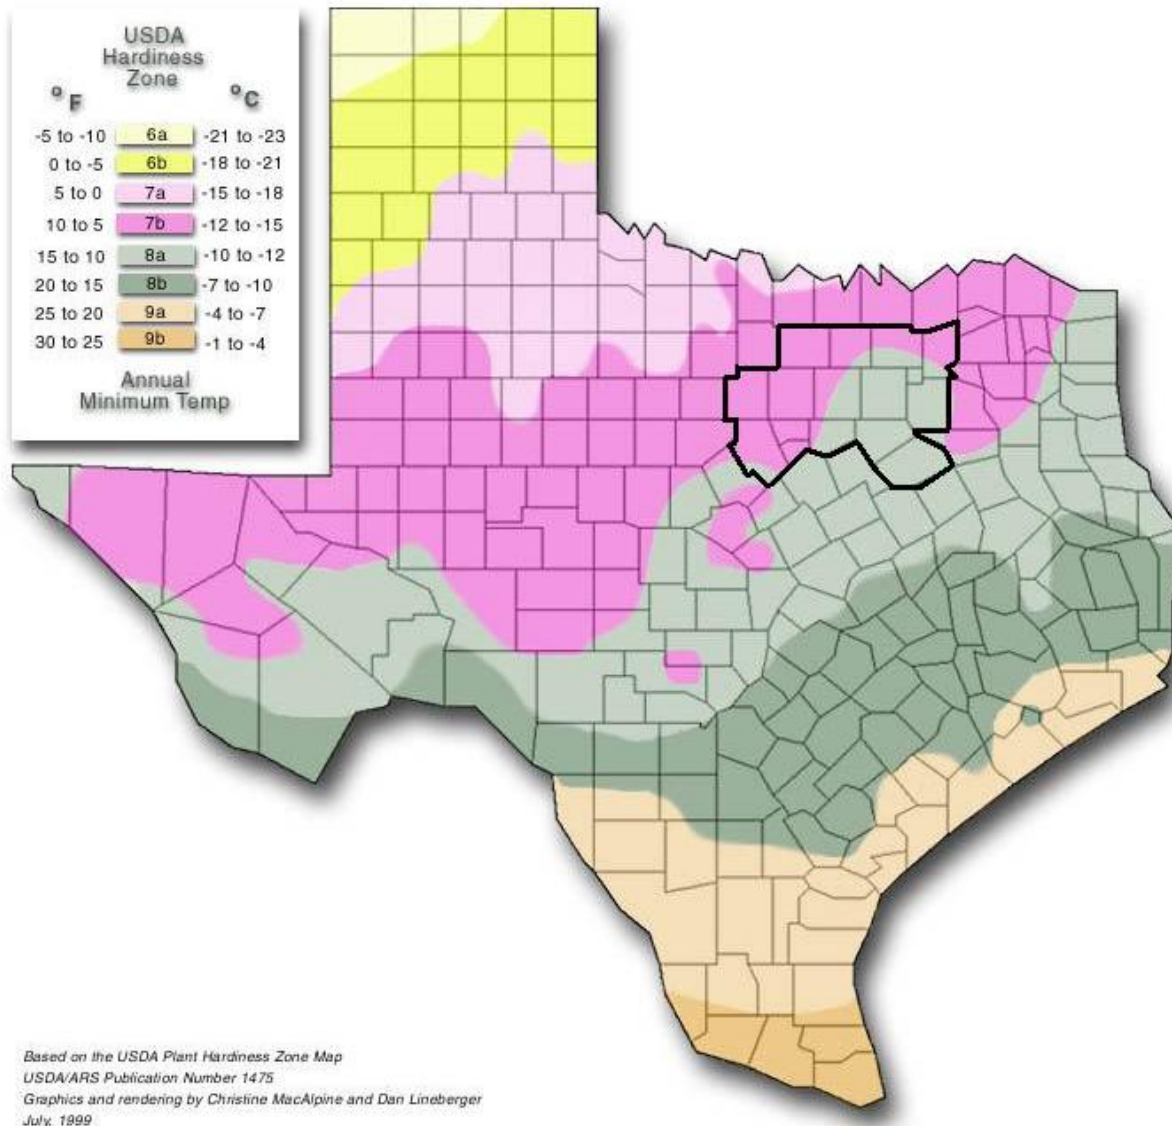 USDA
Hardiness
Zone
°F °C
-5 to -10 6a -21 to -23
0 to -5 6b -18 to -21
5 to 0 7a -15 to -18
10 to 5 7b -12 to -15
15 to 10 8a -10 to -12
20 to 15 8b -7 to -10
25 to 20 9a -4 to -7
30 to 25 9b -1 to -4
Annual
Minimum Temp
Based on the USDA Plant Hardiness Zone Map
USDA/ARS Publication Number 1475
Graphics and rendering by Christine MacAlpine and Dan Lineberger
July, 1999